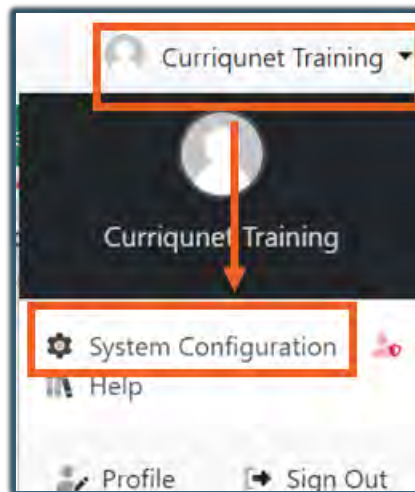 Curriqunet Training
Curriqunet Training
System Configuration
Help
Profile
Sign Out